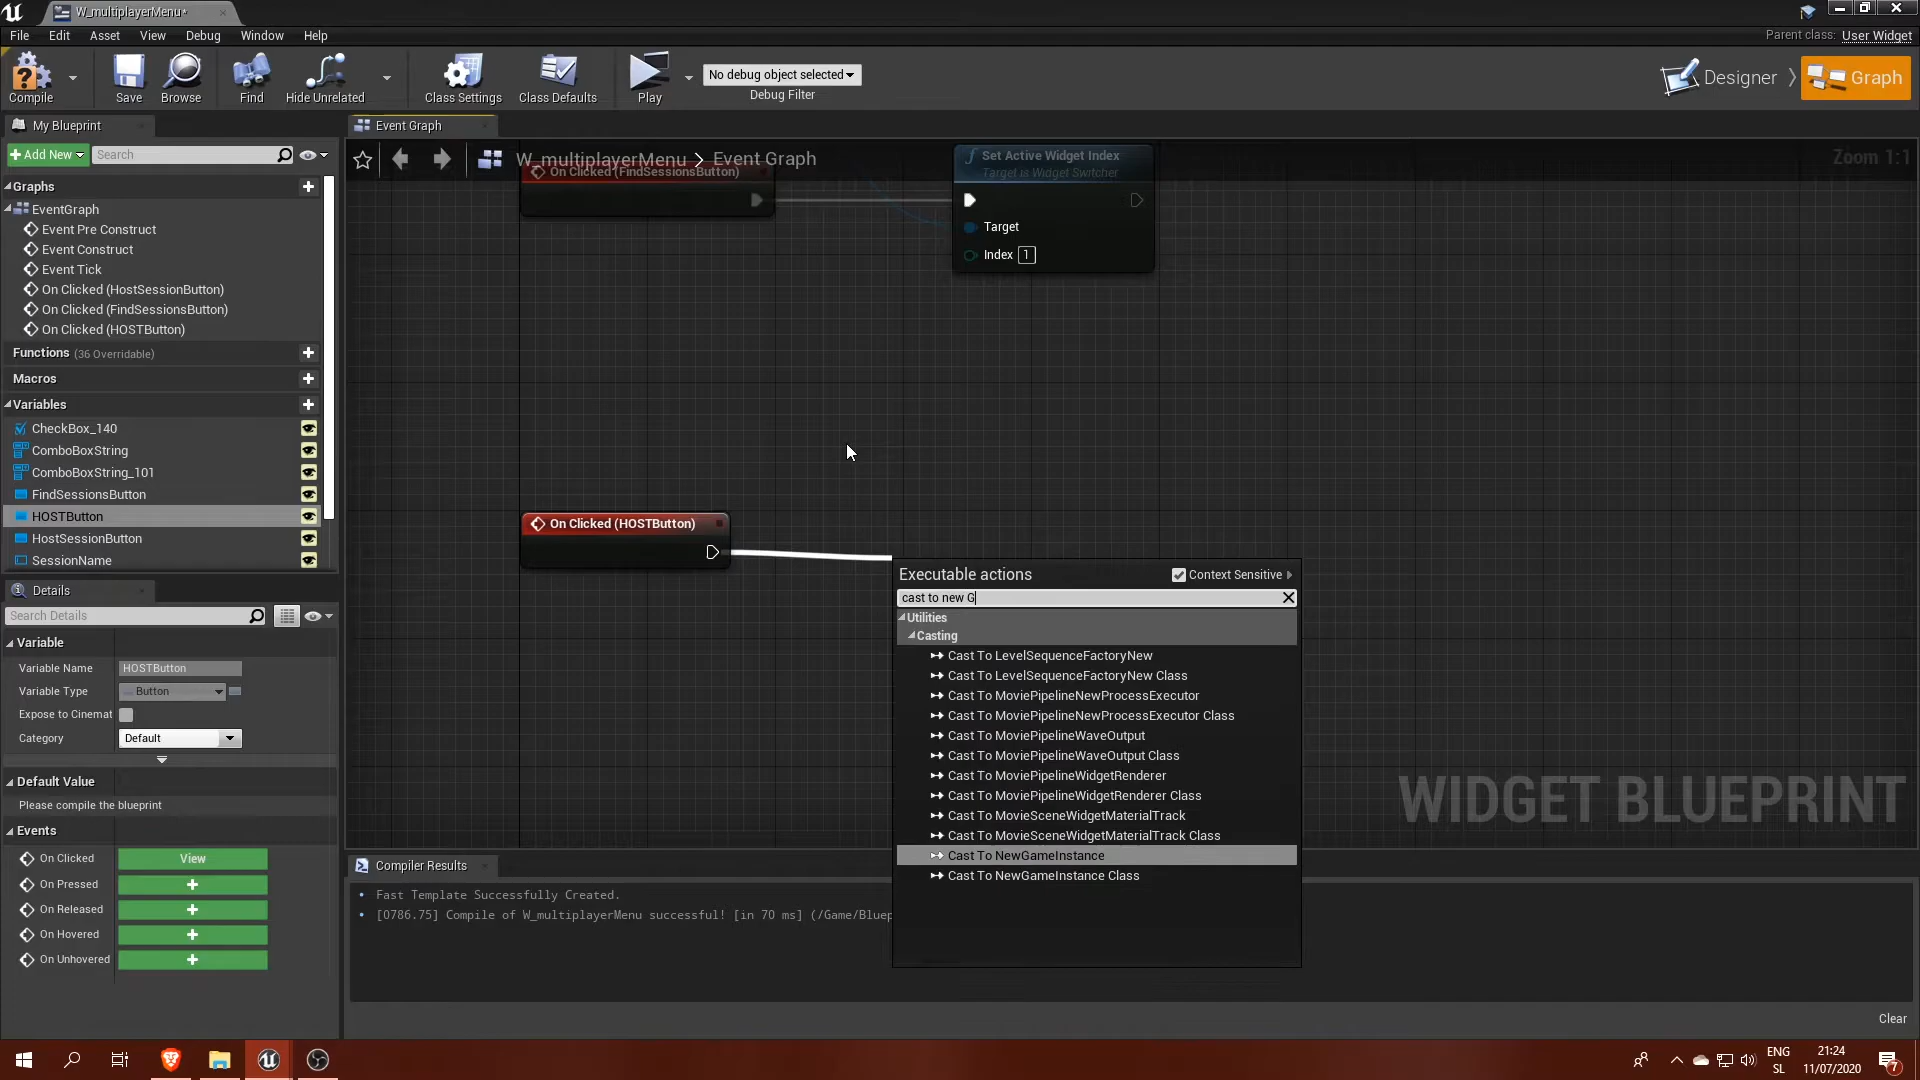 W_multiplayerMenu*
File Edit Asset View Debug Window Help
Parent class: User Widget
Compile Save Browse Find Hide Unrelated Class Settings Class Defaults Play
No debug object selected
Debug Filter
Designer Graph
My Blueprint
Event Graph
Add New Search
W_multiplayerMenu > Event Graph
Zoom 1:1
Graphs
EventGraph
Event Pre Construct
Event Construct
Event Tick
On Clicked (HostSessionButton)
On Clicked (FindSessionsButton)
On Clicked (HOSTButton)
Functions (36 Overridable)
Macros
Variables
CheckBox_140
ComboBoxString
ComboBoxString_101
FindSessionsButton
HOSTButton
HostSessionButton
SessionName
On Clicked (FindSessionsButton)
Set Active Widget Index
Target is Widget Switcher
Target
Index 1
On Clicked (HOSTButton)
Executable actions Context Sensitive
cast to new G
Utilities
Casting
Cast To LevelSequenceFactoryNew
Cast To LevelSequenceFactoryNew Class
Cast To MoviePipelineNewProcessExecutor
Cast To MoviePipelineNewProcessExecutor Class
Cast To MoviePipelineWaveOutput
Cast To MoviePipelineWaveOutput Class
Cast To MoviePipelineWidgetRenderer
Cast To MoviePipelineWidgetRenderer Class
Cast To MovieSceneWidgetMaterialTrack
Cast To MovieSceneWidgetMaterialTrack Class
Cast To NewGameInstance
Cast To NewGameInstance Class
WIDGET BLUEPRINT
Details
Search Details
Variable
Variable Name HOSTButton
Variable Type Button
Expose to Cinemat
Category Default
Default Value
Please compile the blueprint
Events
On Clicked View
On Pressed
On Released
On Hovered
On Unhovered
Compiler Results
Fast Template Successfully Created.
[0786.75] Compile of W_multiplayerMenu successful! [in 70 ms] (/Game/Bluep
Clear
ENG
SL
21:24
11/07/2020
7